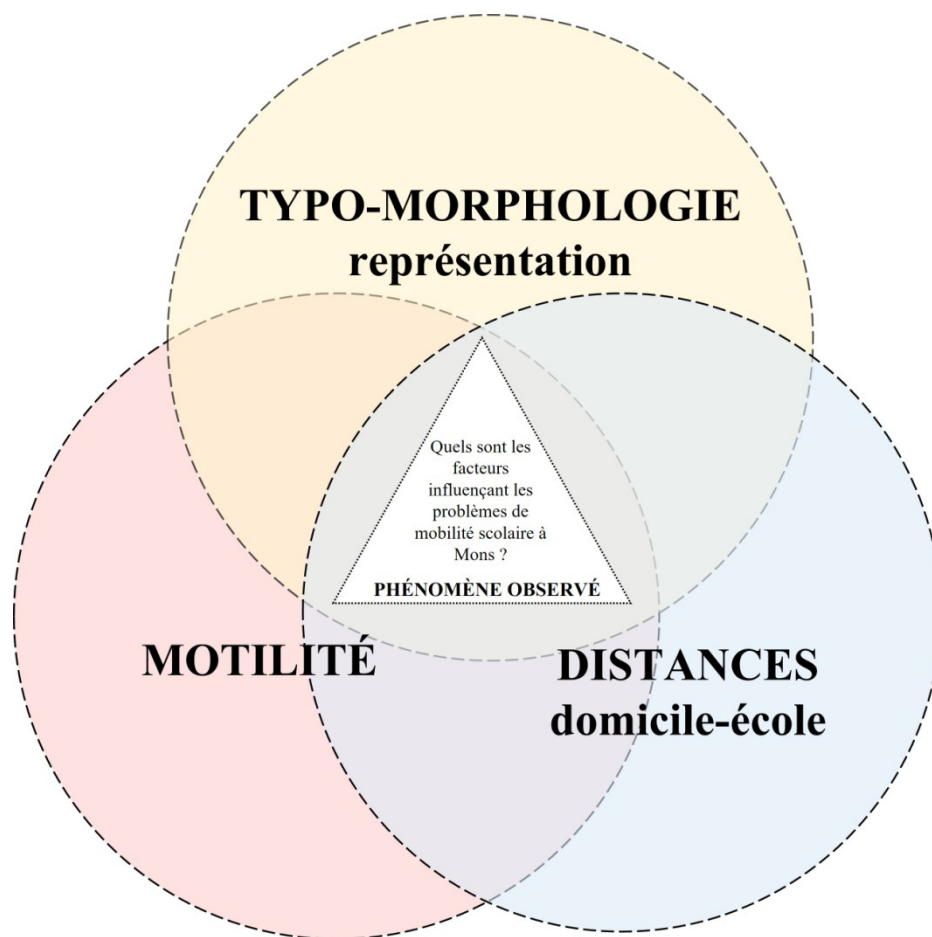 TYPO-MORPHOLOGIE
représentation
Quels sont les
facteurs
influençant les
problèmes de
mobilité scolaire à
Mons ?
PHÉNOMÈNE OBSERVÉ
MOTILITÉ
DISTANCES
domicile-école